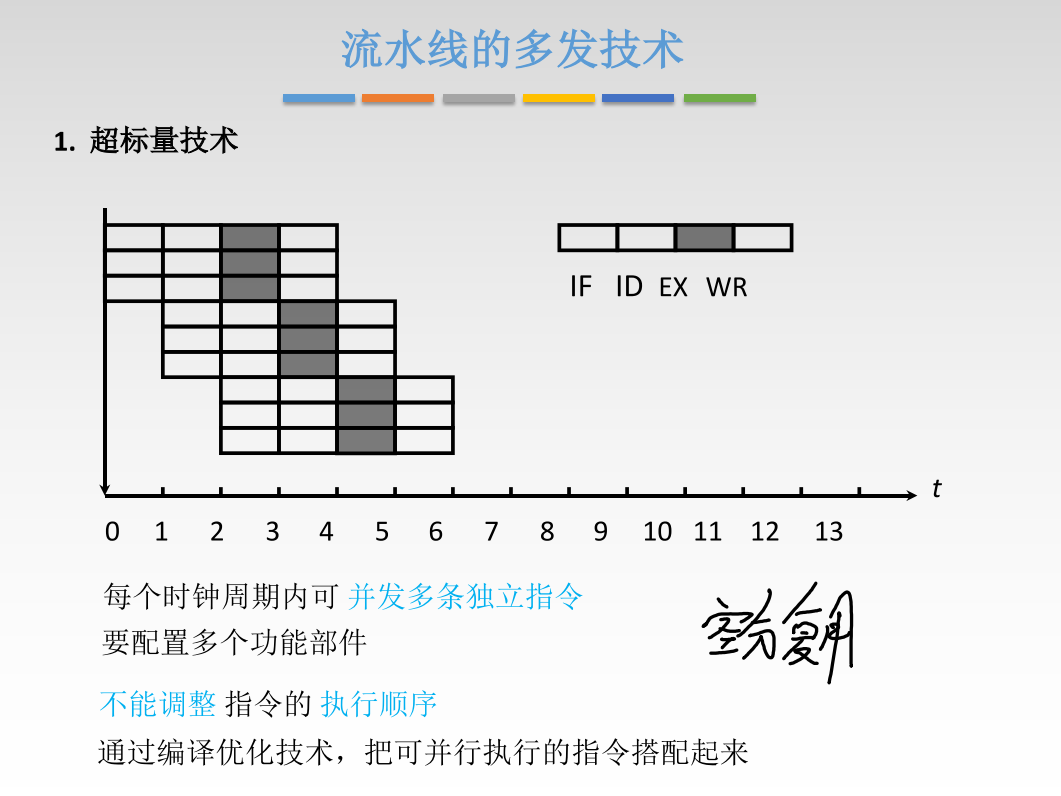 流水线的多发技术
1. 超标量技术
IF ID EX WR
t
0 1 2 3 4 5 6 7 8 9 10 11 12 13
每个时钟周期内可 并发多条独立指令
要配置多个功能部件
空分复用
不能调整 指令的 执行顺序
通过编译优化技术，把可并行执行的指令搭配起来